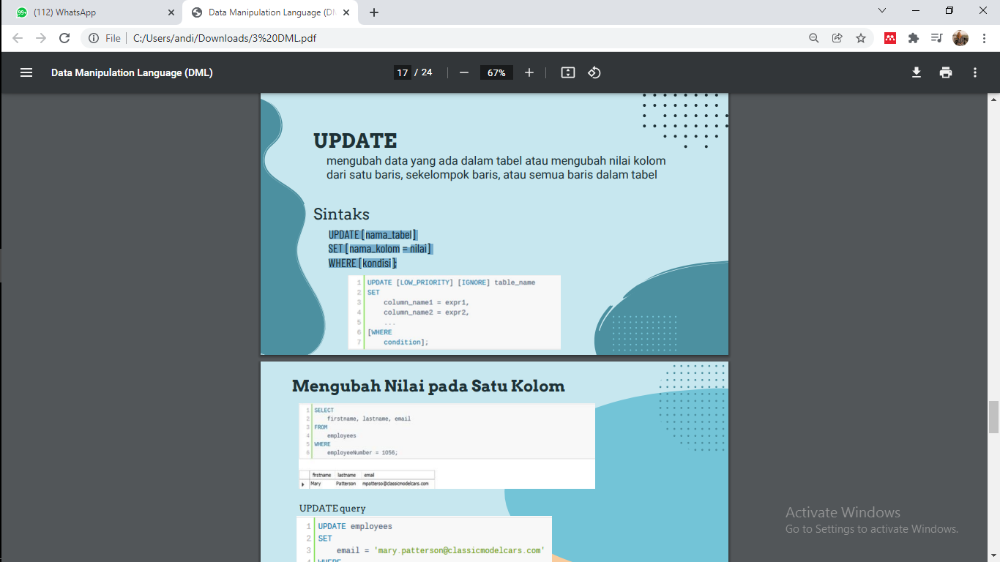 99+
(112) WhatsApp
Data Manipulation Language (DM
File
C:/Users/andi/Downloads/3%20DML.pdf
Data Manipulation Language (DML)
17 / 24
67%
UPDATE
mengubah data yang ada dalam tabel atau mengubah nilai kolom
dari satu baris, sekelompok baris, atau semua baris dalam tabel
Sintaks
UPDATE [ nama_tabel ]
SET [ nama_kolom = nilai ]
WHERE [ kondisi ];
1 UPDATE [LOW_PRIORITY] [IGNORE] table_name
2 SET
3 column_name1 = expr1,
4 column_name2 = expr2,
5 ...
6 [WHERE
7 condition];
Mengubah Nilai pada Satu Kolom
1 SELECT
2 firstname, lastname, email
3 FROM
4 employees
5 WHERE
6 employeeNumber = 1056;
firstname lastname email
Mary Patterson mpatterso@classicmodelcars.com
UPDATE query
1 UPDATE employees
2 SET
3 email = 'mary.patterson@classicmodelcars.com'
4 WHERE
Activate Windows
Go to Settings to activate Windows.